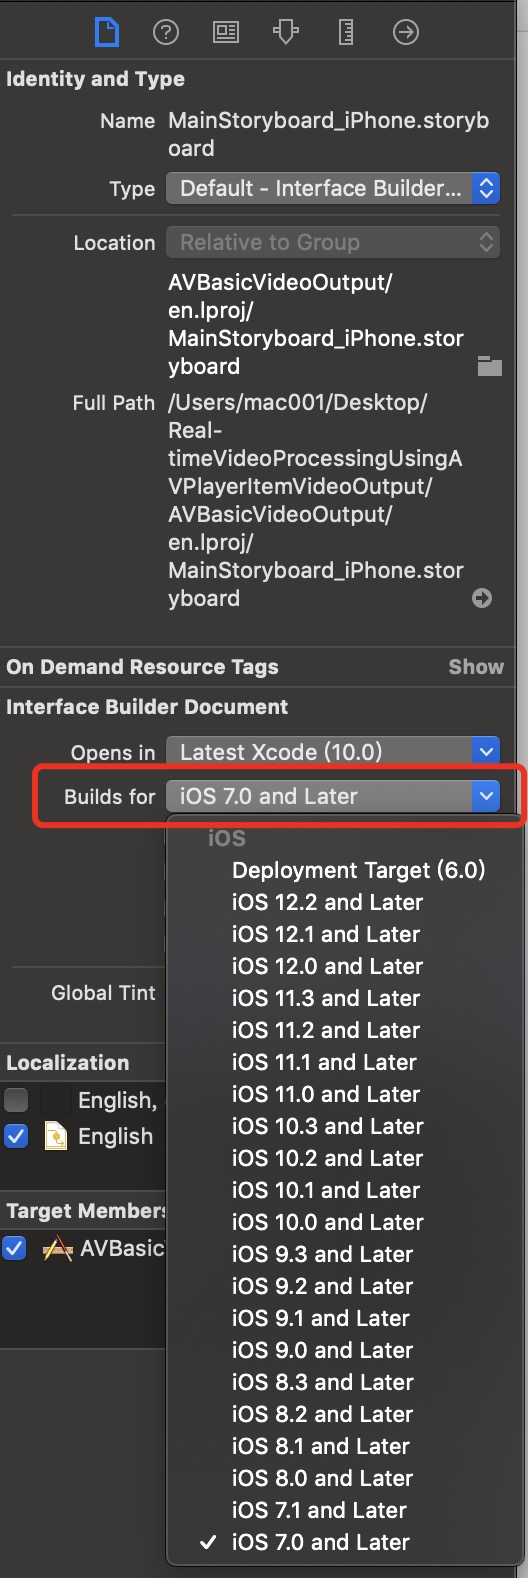 Identity and Type
Name MainStoryboard_iPhone.storyb
oard
Type Default - Interface Builder...
Location Relative to Group
AVBasicVideoOutput/
en.lproj/
MainStoryboard_iPhone.stor
yboard
Full Path /Users/mac001/Desktop/
Real-
timeVideoProcessingUsingA
VPlayerItemVideoOutput/
AVBasicVideoOutput/
en.lproj/
MainStoryboard_iPhone.stor
yboard
On Demand Resource Tags Show
Interface Builder Document
Opens in Latest Xcode (10.0)
Builds for iOS 7.0 and Later
iOS
Deployment Target (6.0)
iOS 12.2 and Later
iOS 12.1 and Later
iOS 12.0 and Later
iOS 11.3 and Later
Global Tint
iOS 11.2 and Later
iOS 11.1 and Later
Localization
iOS 11.0 and Later
English,
iOS 10.3 and Later
English
iOS 10.2 and Later
iOS 10.1 and Later
Target Members
iOS 10.0 and Later
AVBasic
iOS 9.3 and Later
iOS 9.2 and Later
iOS 9.1 and Later
iOS 9.0 and Later
iOS 8.3 and Later
iOS 8.2 and Later
iOS 8.1 and Later
iOS 8.0 and Later
iOS 7.1 and Later
iOS 7.0 and Later